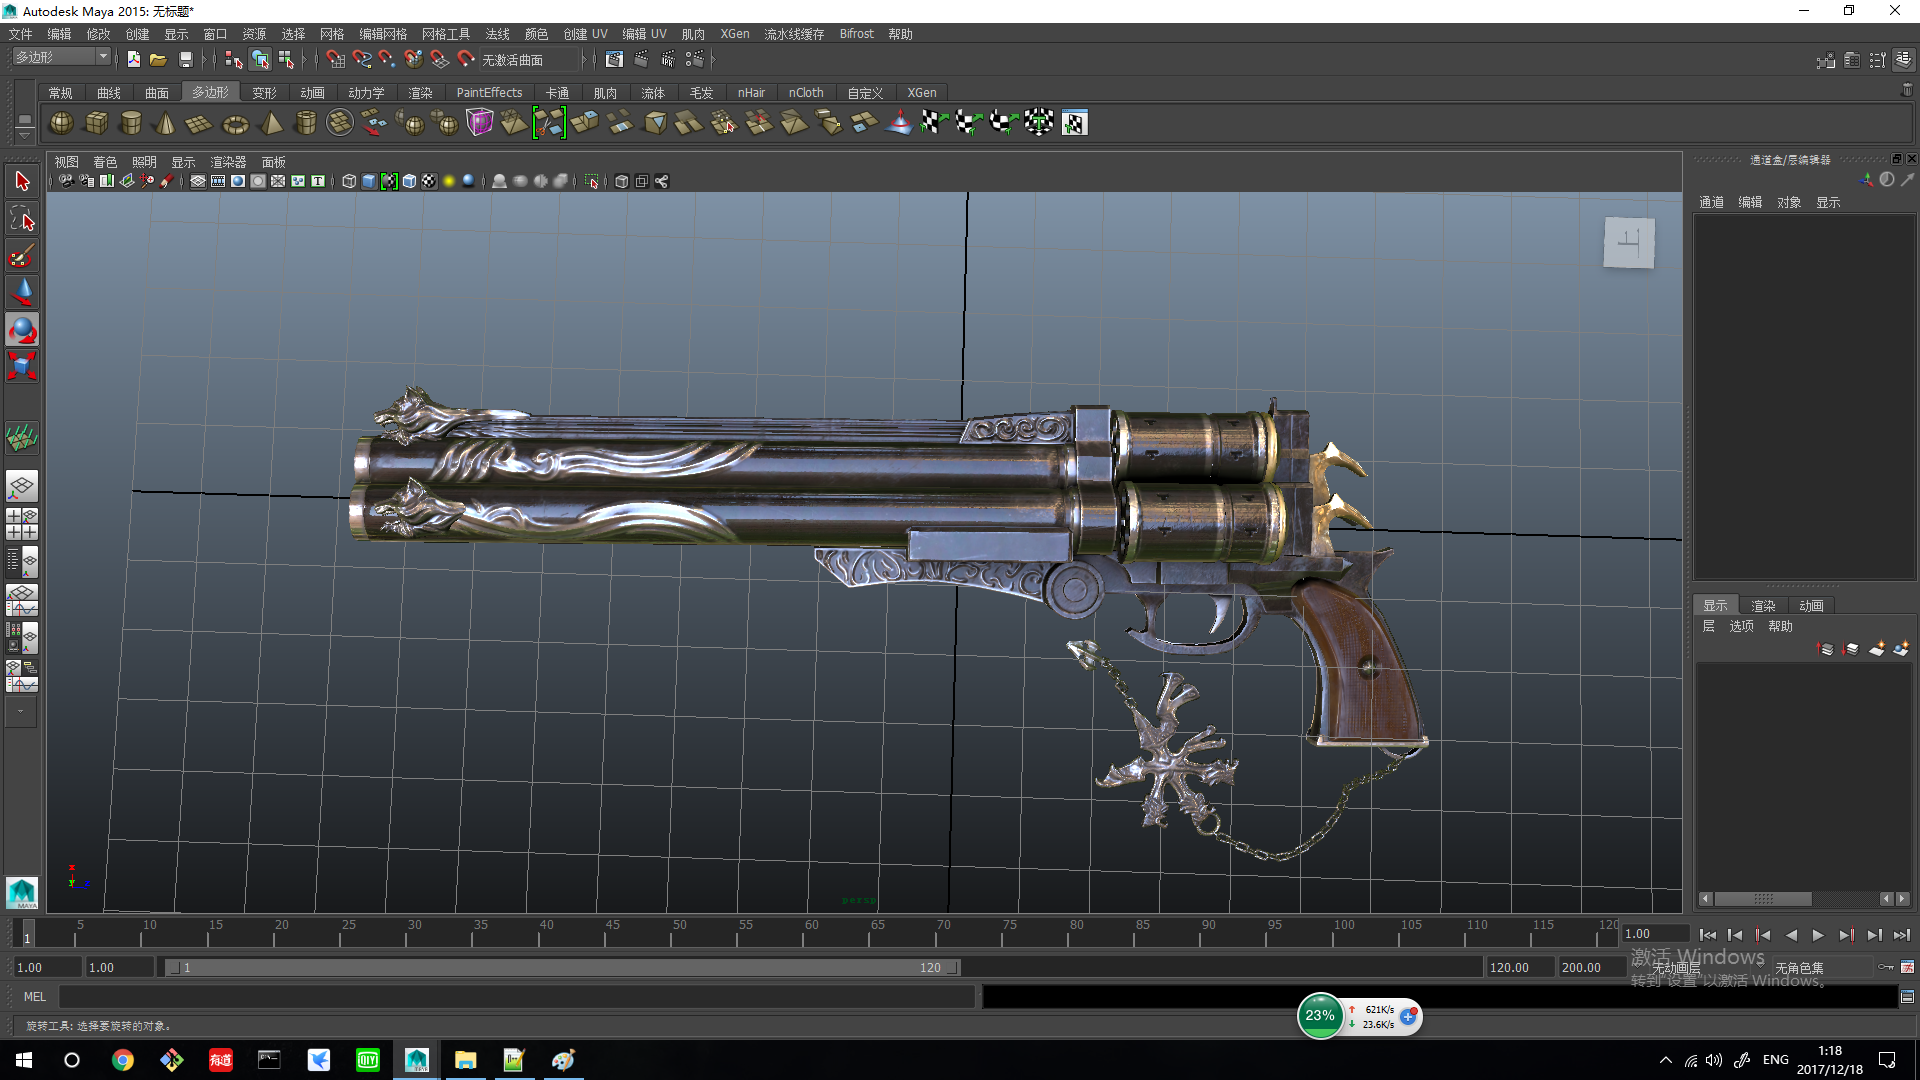 Autodesk Maya 2015: 无标题*
文件 编辑 修改 创建 显示 窗口 资源 选择 网格 编辑网格 网格工具 法线 颜色 创建 UV 编辑 UV 肌肉 XGen 流水线缓存 Bifrost 帮助
多边形 无激活曲面
常规 曲线 曲面 多边形 变形 动画 动力学 渲染 PaintEffects 卡通 肌肉 流体 毛发 nHair nCloth 自定义 XGen
视图 着色 照明 显示 渲染器 面板
通道盒/层编辑器
通道 编辑 对象 显示
上
显示 渲染 动画
层 选项 帮助
persp
1 5 10 15 20 25 30 35 40 45 50 55 60 65 70 75 80 85 90 95 100 105 110 115 120 1.00
激活 Windows
1.00 1.00 1 120 120.00 200.00 无动画层 无角色集
转到"设置"以激活 Windows。
MEL
旋转工具: 选择要旋转的对象。
23% 621K/s
23.6K/s
有道 QIY MAYA
ENG
1:18
2017/12/18